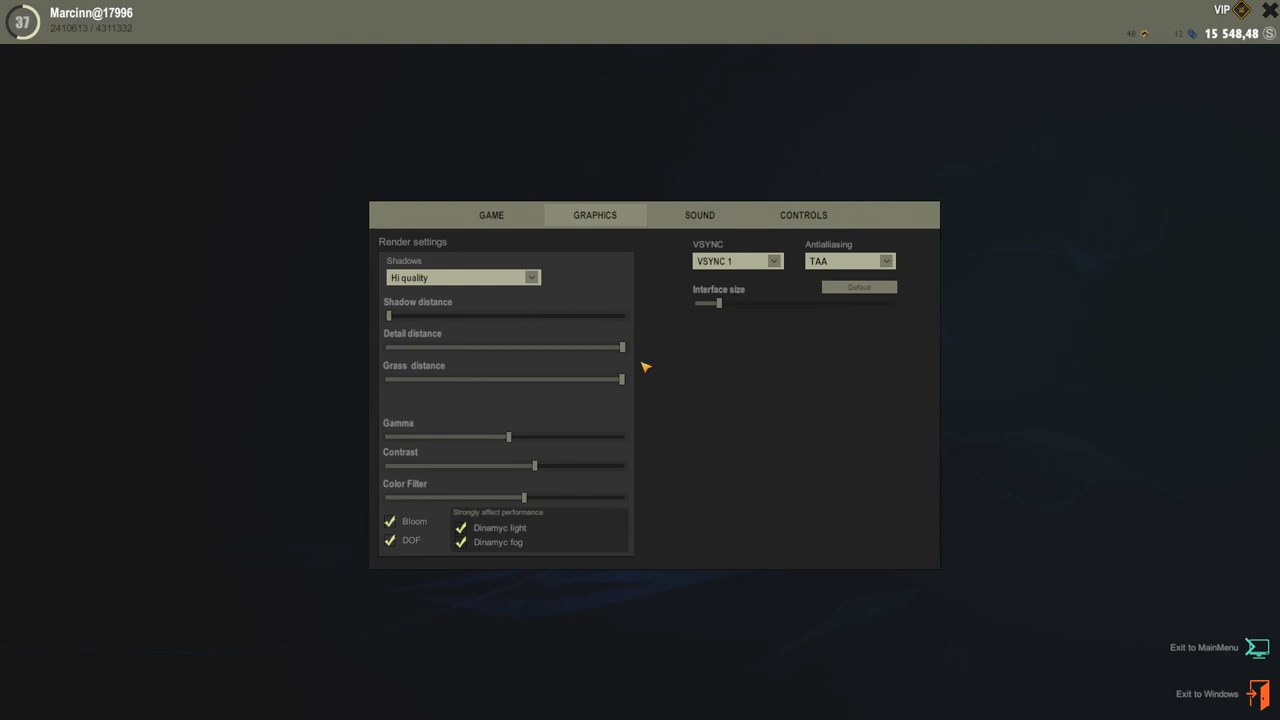 37
Marcinn@17996
2410613 / 4311332
VIP
48
12
15 548,48
GAME
GRAPHICS
SOUND
CONTROLS
Render settings
Shadows
Hi quality
Shadow distance
Detail distance
Grass distance
Gamma
Contrast
Color Filter
Bloom
DOF
Strongly affect performance
Dinamyc light
Dinamyc fog
VSYNC
VSYNC 1
Antialliasing
TAA
Interface size
Default
Exit to MainMenu
Exit to Windows